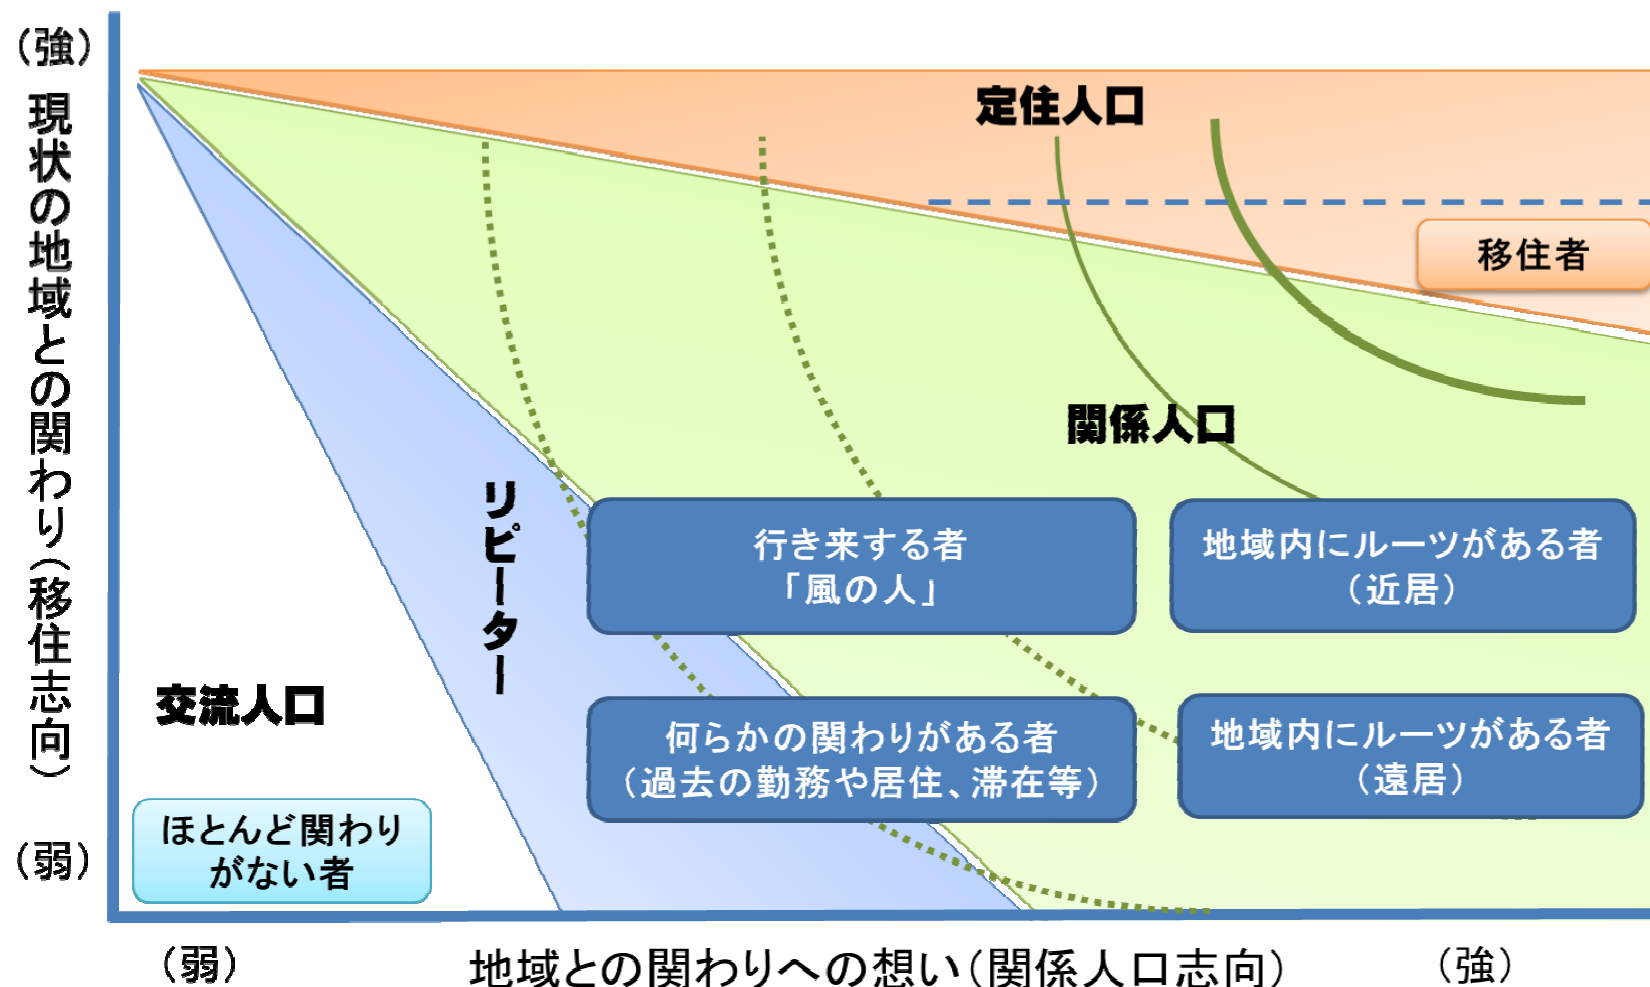 （強）
現状の地域との関わり（移住志向）
（弱）
定住人口
移住者
関係人口
リピーター
行き来する者
「風の人」
地域内にルーツがある者
（近居）
交流人口
何らかの関わりがある者
（過去の勤務や居住、滞在等）
地域内にルーツがある者
（遠居）
ほとんど関わり
がない者
（弱）
地域との関わりへの想い（関係人口志向）
（強）